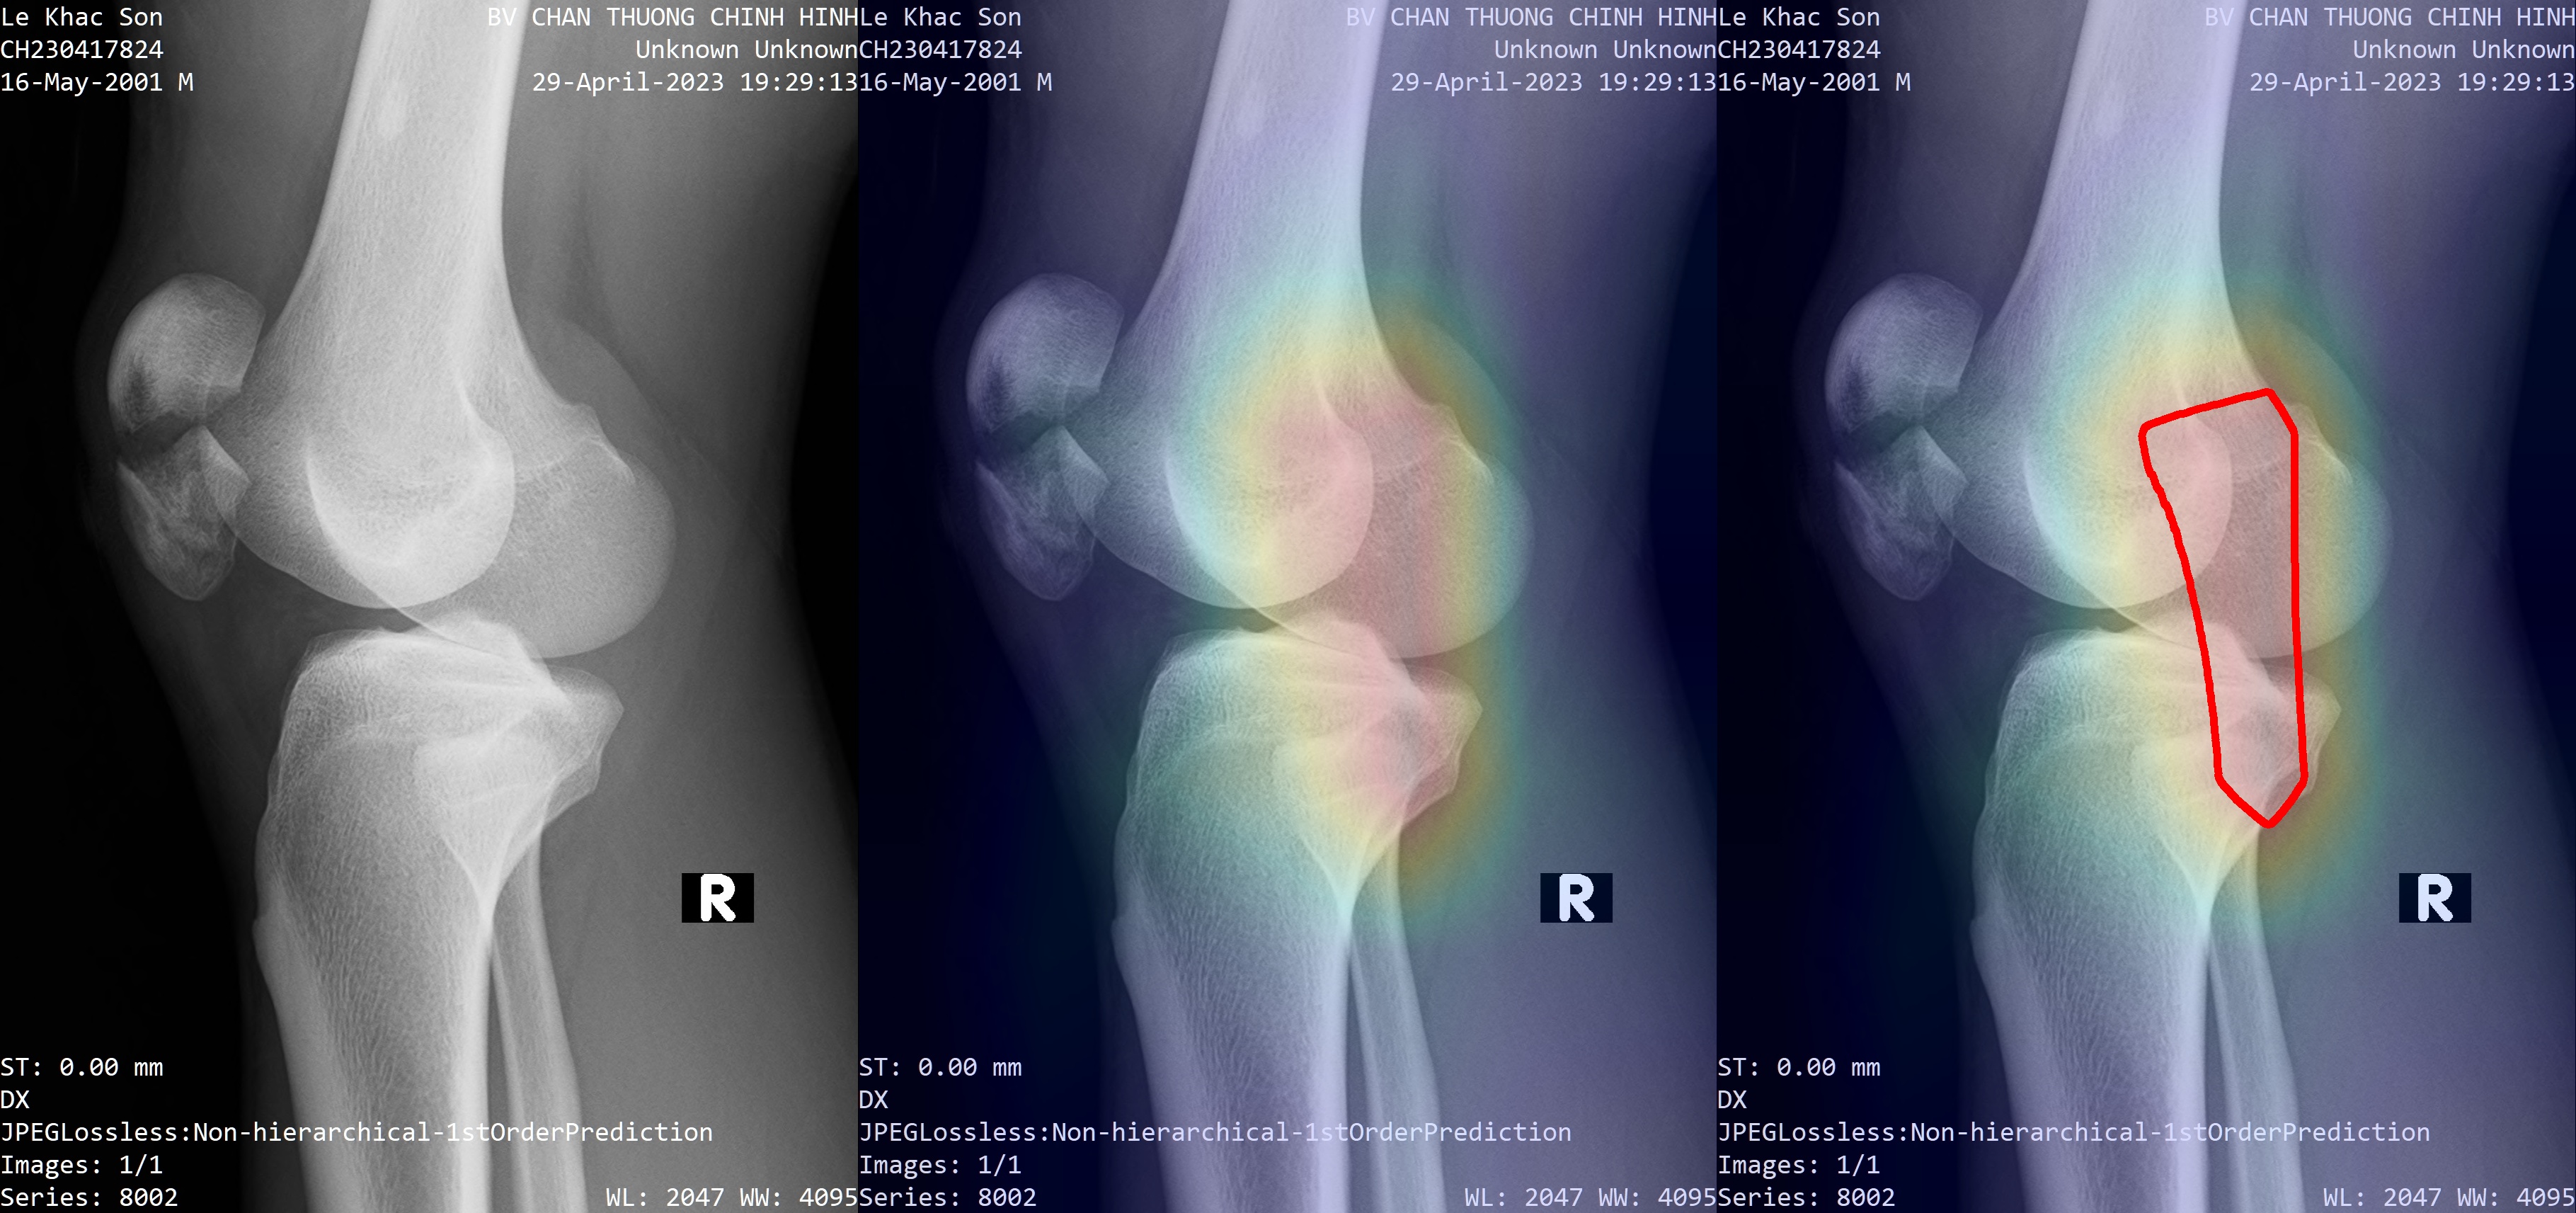 Le Khac Son
CH230417824
16-May-2001 M
BV CHAN THUONG CHINH HINH
Unknown Unknown
29-April-2023 19:29:13
R
ST: 0.00 mm
DX
JPEGLossless:Non-hierarchical-1stOrderPrediction
Images: 1/1
Series: 8002
WL: 2047 WW: 4095
Le Khac Son
CH230417824
16-May-2001 M
BV CHAN THUONG CHINH HINH
Unknown Unknown
29-April-2023 19:29:13
R
ST: 0.00 mm
DX
JPEGLossless:Non-hierarchical-1stOrderPrediction
Images: 1/1
Series: 8002
WL: 2047 WW: 4095
Le Khac Son
CH230417824
16-May-2001 M
BV CHAN THUONG CHINH HINH
Unknown Unknown
29-April-2023 19:29:13
R
ST: 0.00 mm
DX
JPEGLossless:Non-hierarchical-1stOrderPrediction
Images: 1/1
Series: 8002
WL: 2047 WW: 4095